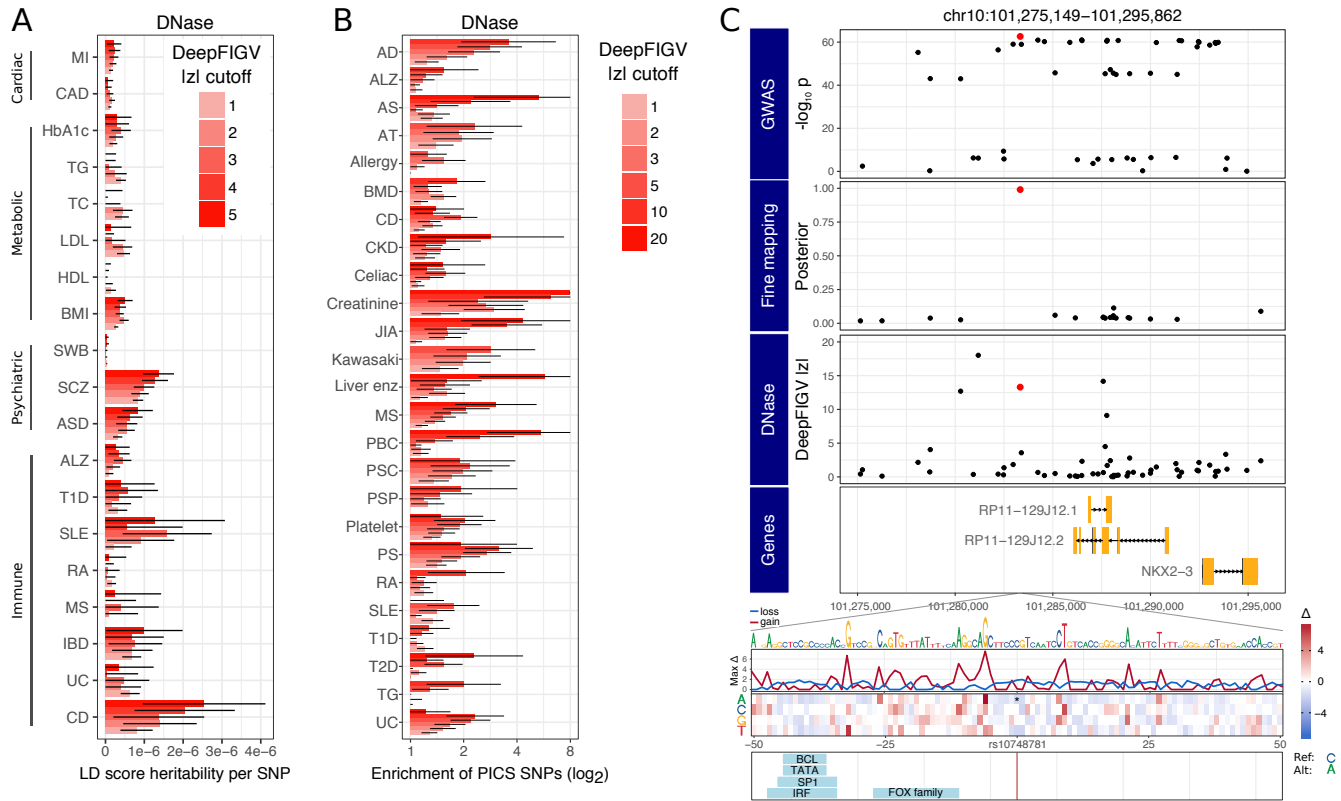 A
DNase
DeepFIGV
lzl cutoff
1
2
3
4
5
Cardiac
Metabolic
Psychiatric
Immune
MI
CAD
HbA1c
TG
TC
LDL
HDL
BMI
SWB
SCZ
ASD
ALZ
T1D
SLE
RA
MS
IBD
UC
CD
0 1e-6 2e-6 3e-6 4e-6
LD score heritability per SNP
B
DNase
DeepFIGV
lzl cutoff
1
2
3
5
10
20
AD
ALZ
AS
AT
Allergy
BMD
CD
CKD
Celiac
Creatinine
JIA
Kawasaki
Liver enz
MS
PBC
PSC
PSP
Platelet
PS
RA
SLE
T1D
T2D
TG
UC
1 2 4 8
Enrichment of PICS SNPs (log2)
C
chr10:101,275,149−101,295,862
GWAS
-log10 p
60
40
20
0
Fine mapping
Posterior
1.00
0.75
0.50
0.25
0.00
DNase
DeepFIGV lzl
20
15
10
5
0
Genes
RP11−129J12.1
RP11−129J12.2
NKX2−3
101,275,000 101,280,000 101,285,000 101,290,000 101,295,000
loss
gain
Max Δ
6
4
2
0
A
C
G
T
*
−50 −25 rs10748781 25 50
Δ
4
0
−4
Ref: C
Alt: A
BCL
TATA
SP1
IRF FOX family